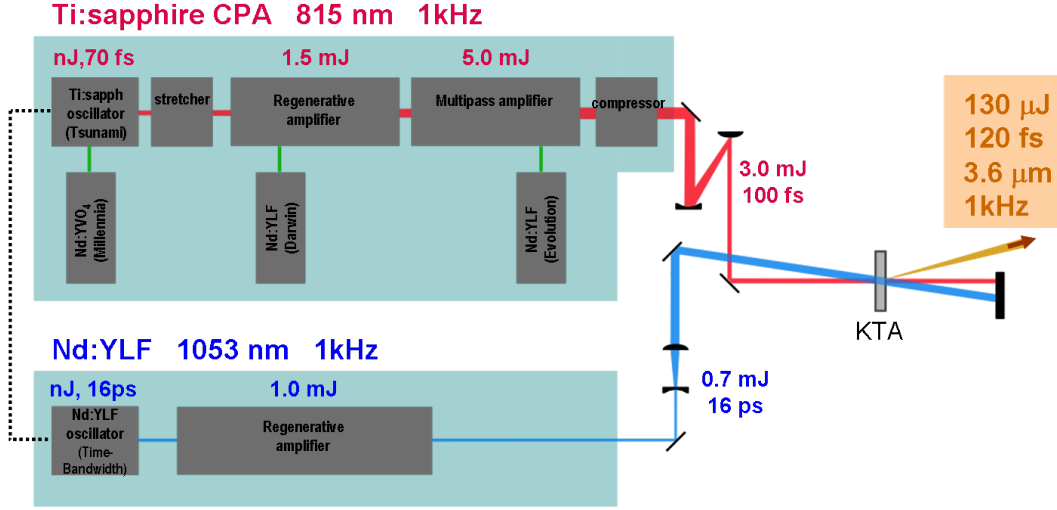 Ti:sapphire CPA 815 nm 1kHz
nJ,70 fs
1.5 mJ
5.0 mJ
Ti:sapph
oscillator
(Tsunami)
stretcher
Regenerative
amplifier
Multipass amplifier
compressor
Nd:YVO4
(Millennia)
Nd:YLF
(Darwin)
Nd:YLF
(Evolution)
3.0 mJ
100 fs
130 μJ
120 fs
3.6 μm
1kHz
KTA
Nd:YLF 1053 nm 1kHz
nJ, 16ps
1.0 mJ
Nd:YLF
oscillator
(Time-
Bandwidth)
Regenerative
amplifier
0.7 mJ
16 ps